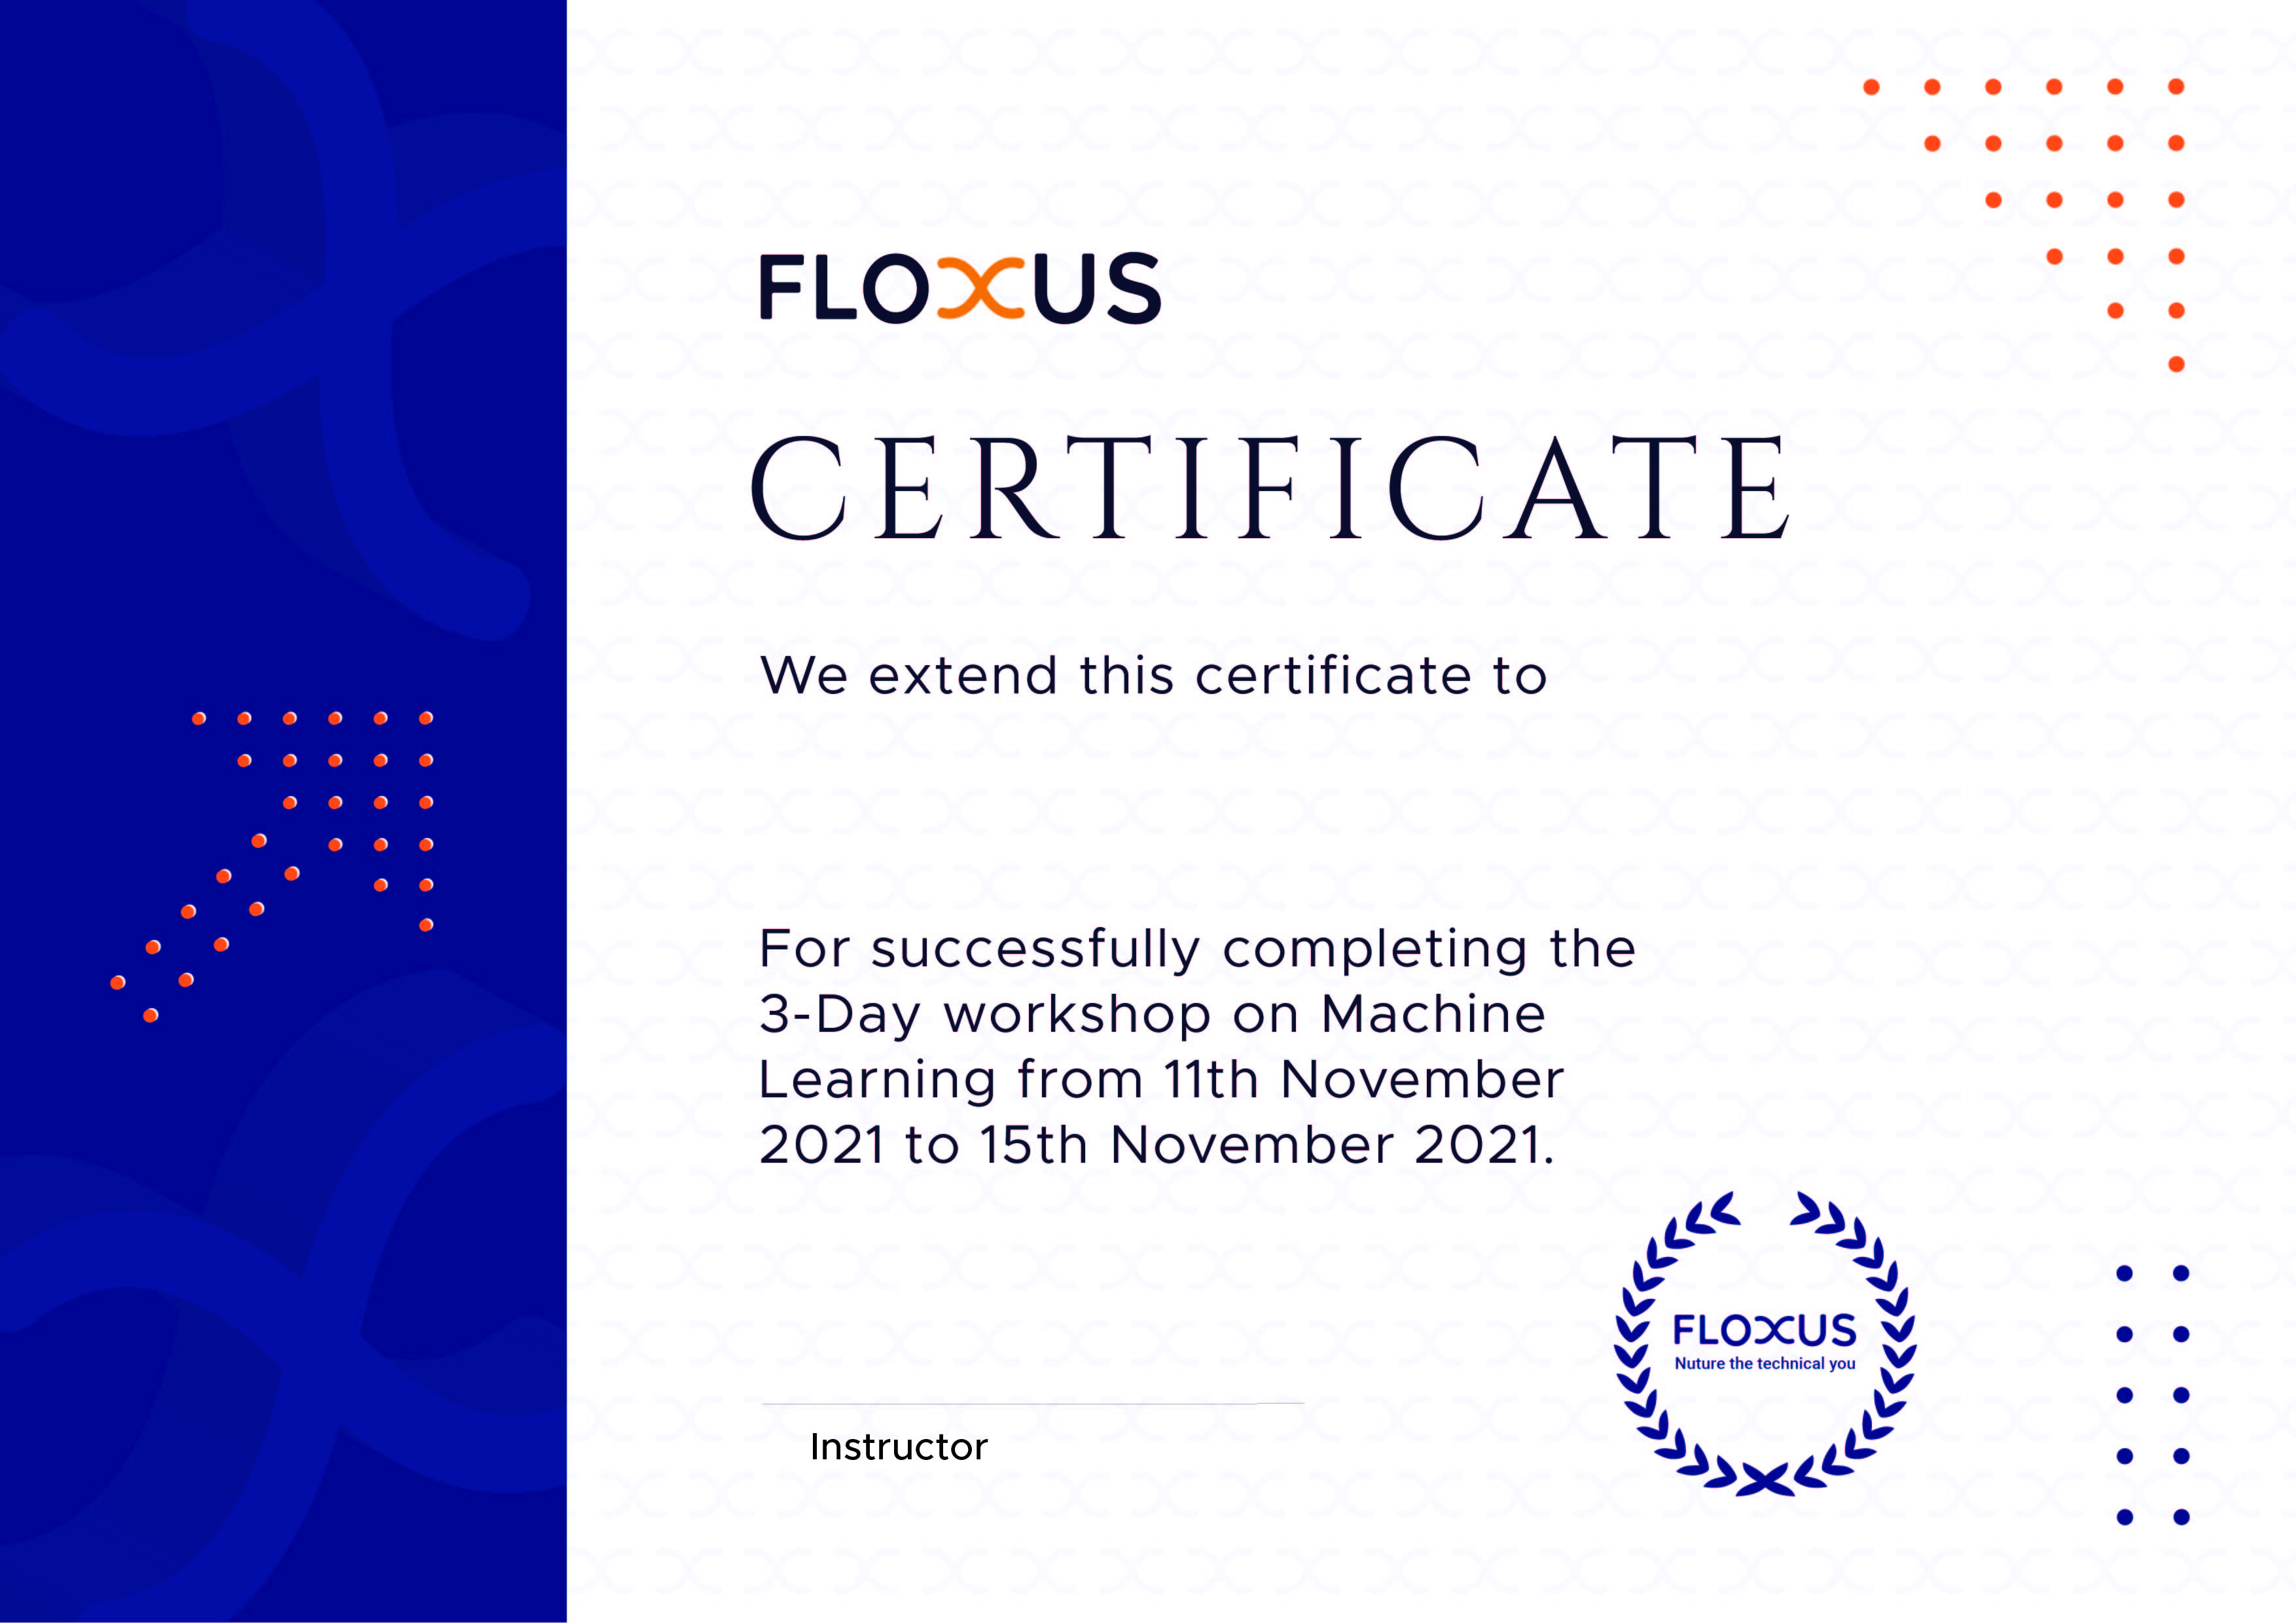 FLOXUS
CERTIFICATE
We extend this certificate to
For successfully completing the
3-Day workshop on Machine
Learning from 11th November
2021 to 15th November 2021.
Instructor
FLOXUS
Nuture the technical you